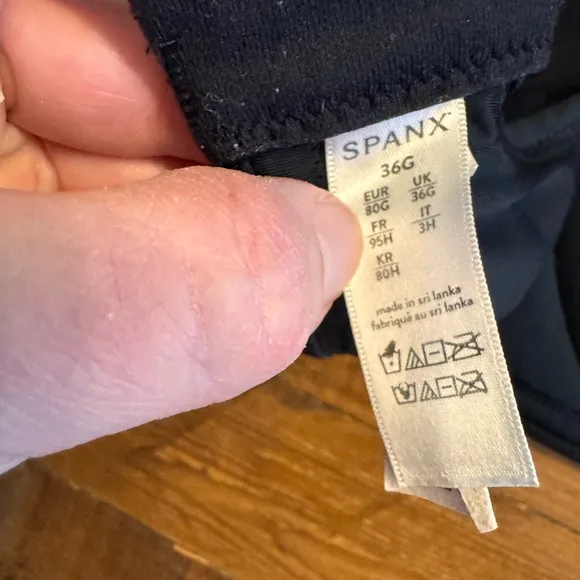 SPANX
36G
EUR UK
80G 36G
FR IT
95H 3H
KR
80H
made in sri lanka
fabriqué au sri lanka